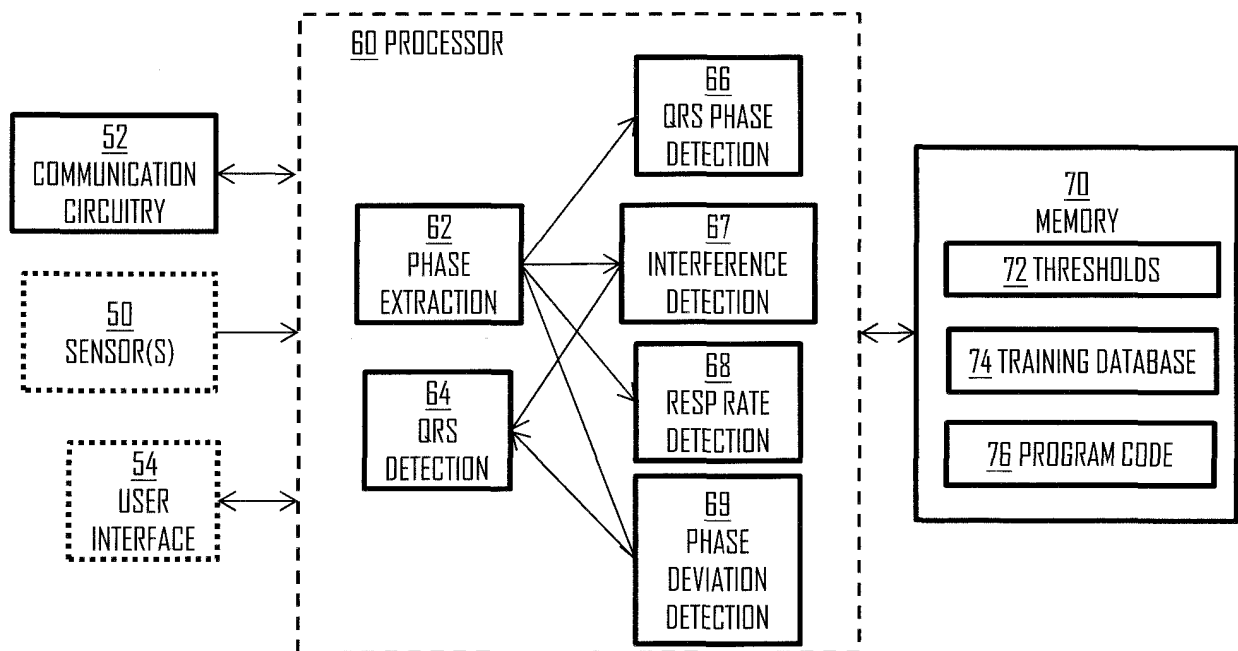 60 PROCESSOR
52
COMMUNICATION
CIRCUITRY
50
SENSOR(S)
54
USER
INTERFACE
62
PHASE
EXTRACTION
64
QRS
DETECTION
66
QRS PHASE
DETECTION
67
INTERFERENCE
DETECTION
68
RESP RATE
DETECTION
69
PHASE
DEVIATION
DETECTION
70
MEMORY
72 THRESHOLDS
74 TRAINING DATABASE
76 PROGRAM CODE